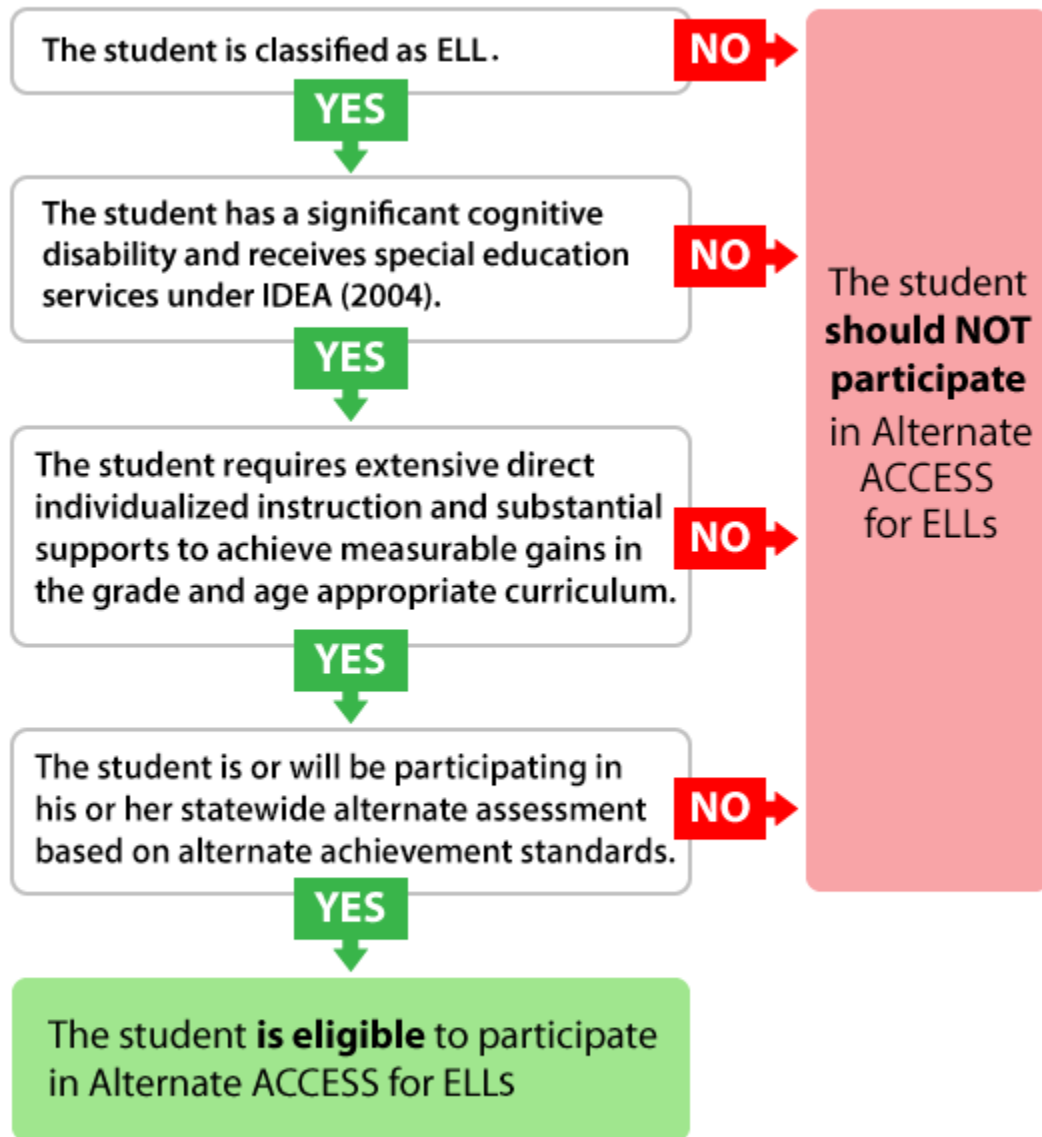 The student is classified as ELL.
NO
YES
The student has a significant cognitive
disability and receives special education
services under IDEA (2004).
NO
YES
The student requires extensive direct
individualized instruction and substantial
supports to achieve measurable gains in
the grade and age appropriate curriculum.
NO
YES
The student is or will be participating in
his or her statewide alternate assessment
based on alternate achievement standards.
NO
YES
The student is eligible to participate
in Alternate ACCESS for ELLs
The student
should NOT
participate
in Alternate
ACCESS
for ELLs